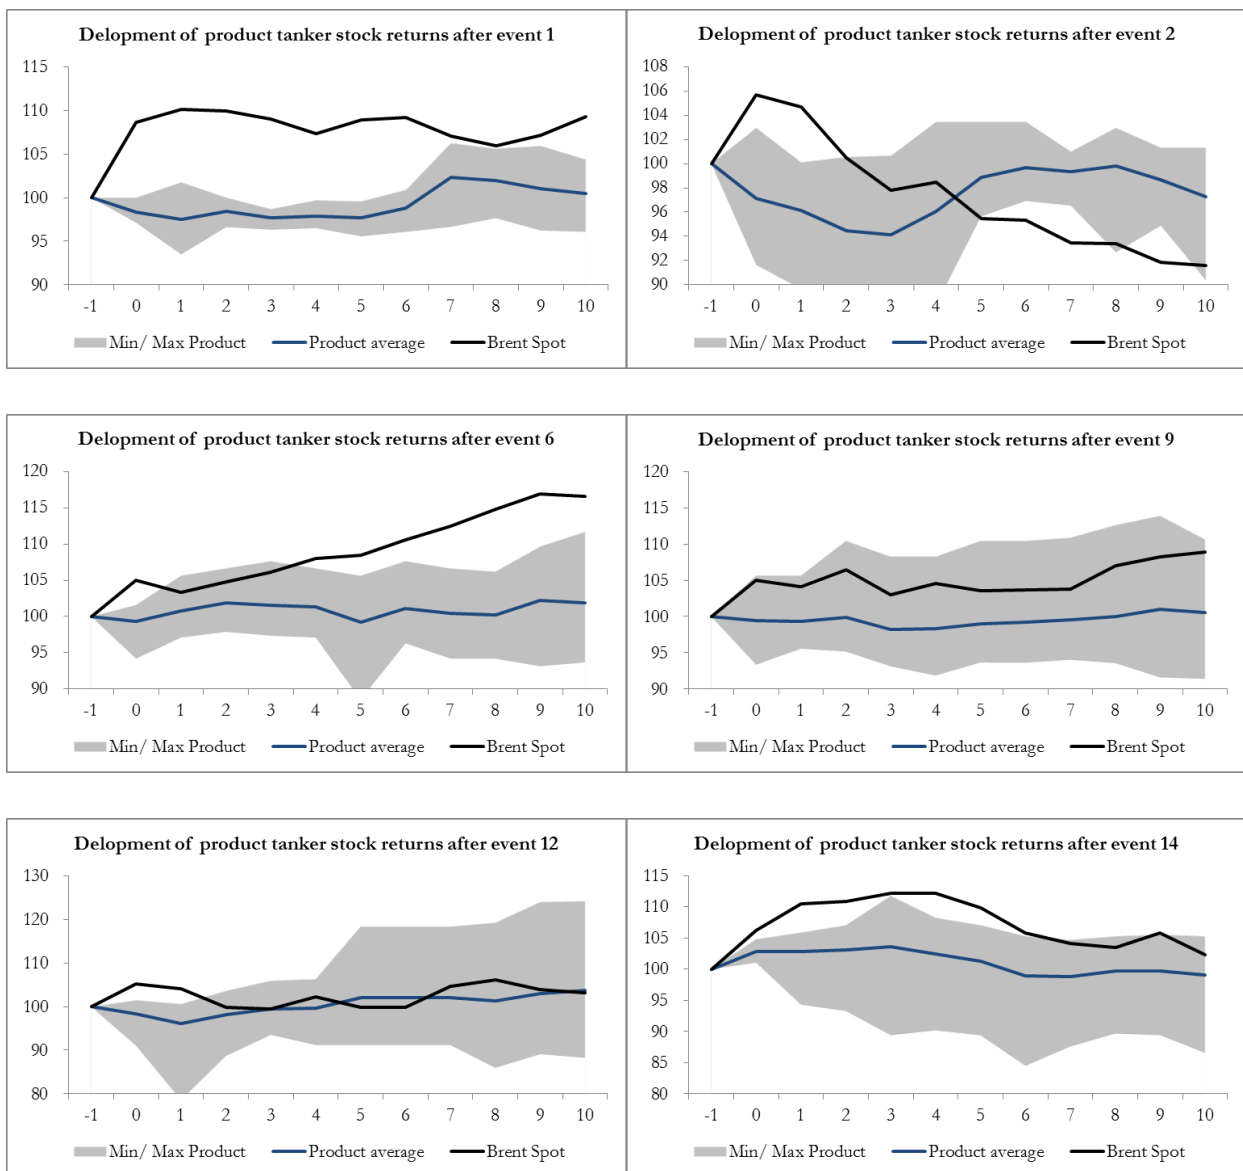 Delopment of product tanker stock returns after event 1
115
110
105
100
95
90
-1 0 1 2 3 4 5 6 7 8 9 10
Min/ Max Product Product average Brent Spot
Delopment of product tanker stock returns after event 2
108
106
104
102
100
98
96
94
92
90
-1 0 1 2 3 4 5 6 7 8 9 10
Min/ Max Product Product average Brent Spot
Delopment of product tanker stock returns after event 6
120
115
110
105
100
95
90
-1 0 1 2 3 4 5 6 7 8 9 10
Min/ Max Product Product average Brent Spot
Delopment of product tanker stock returns after event 9
120
115
110
105
100
95
90
-1 0 1 2 3 4 5 6 7 8 9 10
Min/ Max Product Product average Brent Spot
Delopment of product tanker stock returns after event 12
130
120
110
100
90
80
-1 0 1 2 3 4 5 6 7 8 9 10
Min/ Max Product Product average Brent Spot
Delopment of product tanker stock returns after event 14
115
110
105
100
95
90
85
80
-1 0 1 2 3 4 5 6 7 8 9 10
Min/ Max Product Product average Brent Spot